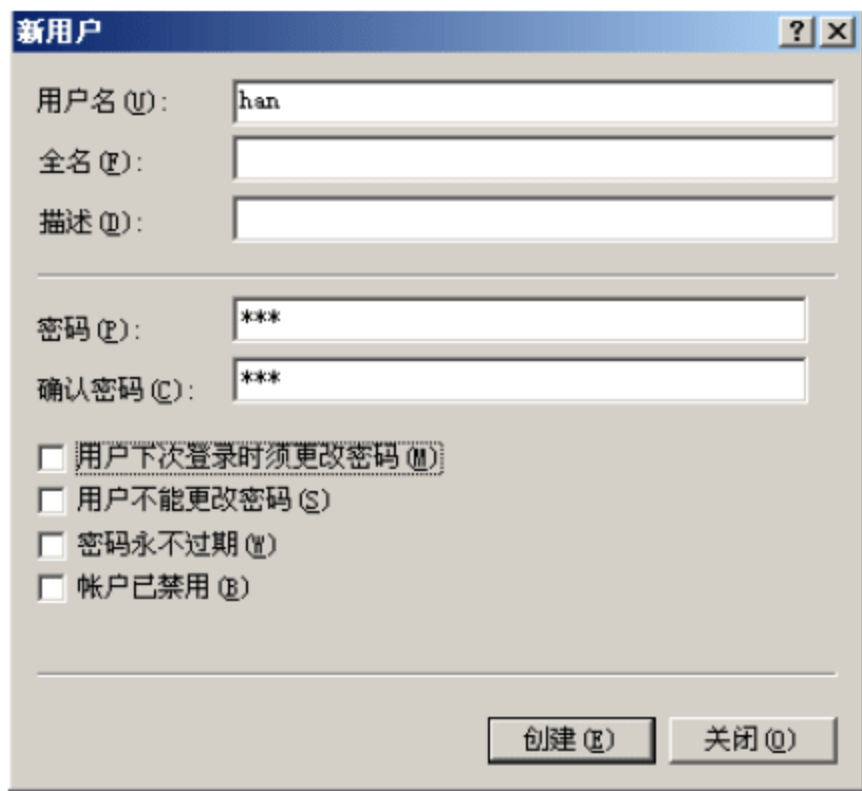 新用户
用户名(U): han
全名(F):
描述(D):
密码(P): ***
确认密码(C): ***
用户下次登录时须更改密码(M)
用户不能更改密码(S)
密码永不过期(W)
帐户已禁用(B)
创建(E) 关闭(O)